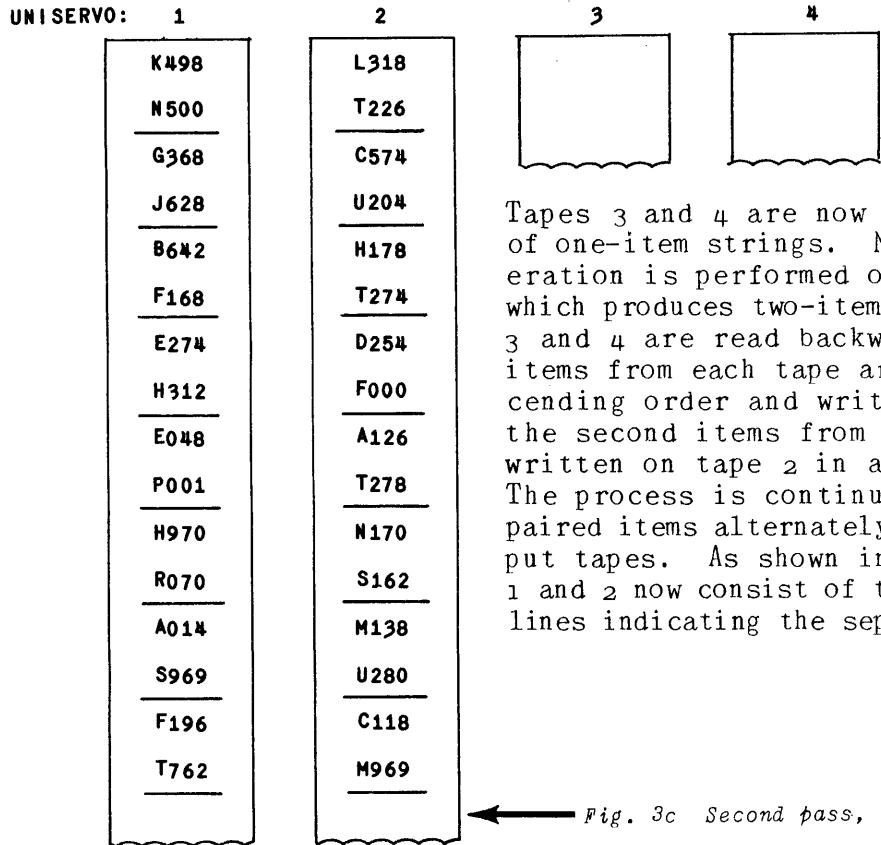 UNISERVO: 1 2 3 4
K498 L318
N500 T226
G368 C574
J628 U204
B642 H178
F168 T274
E274 D254
H312 F000
E048 A126
P001 T278
H970 N170
R070 S162
A014 M138
S969 U280
F196 C118
T762 M969
Tapes 3 and 4 are now
of one-item strings.
eration is performed
which produces two-item
3 and 4 are read
items from each tape
cending order and
the second items from
written on tape 2 in a
The process is
paired items
put tapes. As shown
1 and 2 now consist of
lines indicating the
Fig. 3c Second pass,